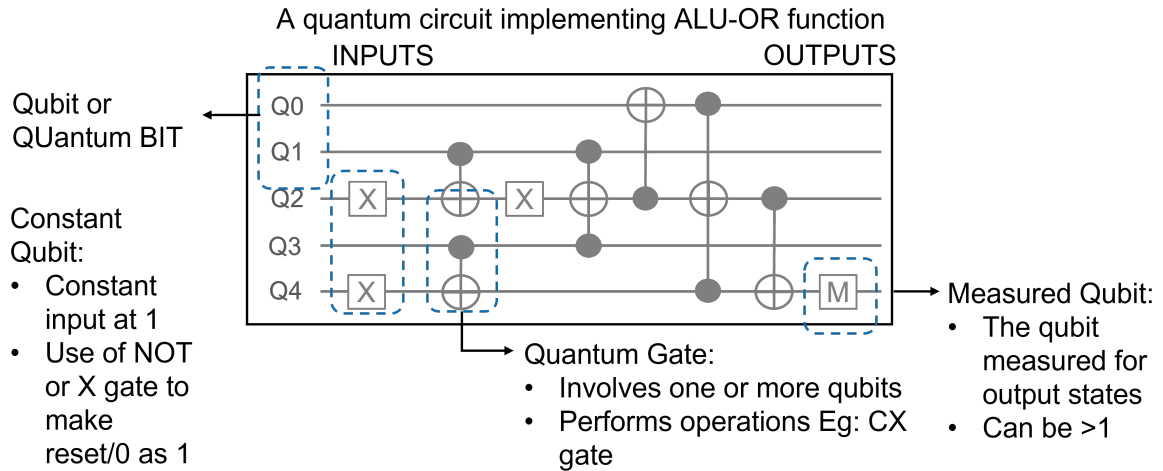 A quantum circuit implementing ALU-OR function
INPUTS
OUTPUTS
Qubit or
QUantum BIT
Q0
Q1
Q2
X
X
Q3
Q4
X
M
Constant
Qubit:
• Constant
input at 1
• Use of NOT
or X gate to
make
reset/0 as 1
Quantum Gate:
• Involves one or more qubits
• Performs operations Eg: CX
gate
Measured Qubit:
• The qubit
measured for
output states
• Can be >1